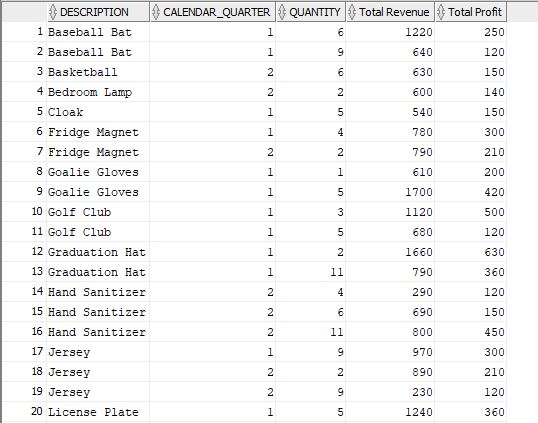 DESCRIPTION CALENDAR_QUARTER QUANTITY Total Revenue Total Profit
1 Baseball Bat 1 6 1220 250
2 Baseball Bat 1 9 640 120
3 Basketball 2 6 630 150
4 Bedroom Lamp 2 2 600 140
5 Cloak 1 5 540 150
6 Fridge Magnet 1 4 780 300
7 Fridge Magnet 2 2 790 210
8 Goalie Gloves 1 1 610 200
9 Goalie Gloves 1 5 1700 420
10 Golf Club 1 3 1120 500
11 Golf Club 1 5 680 120
12 Graduation Hat 1 2 1660 630
13 Graduation Hat 1 11 790 360
14 Hand Sanitizer 2 4 290 120
15 Hand Sanitizer 2 6 690 150
16 Hand Sanitizer 2 11 800 450
17 Jersey 1 9 970 300
18 Jersey 2 2 890 210
19 Jersey 2 9 230 120
20 License Plate 1 5 1240 360